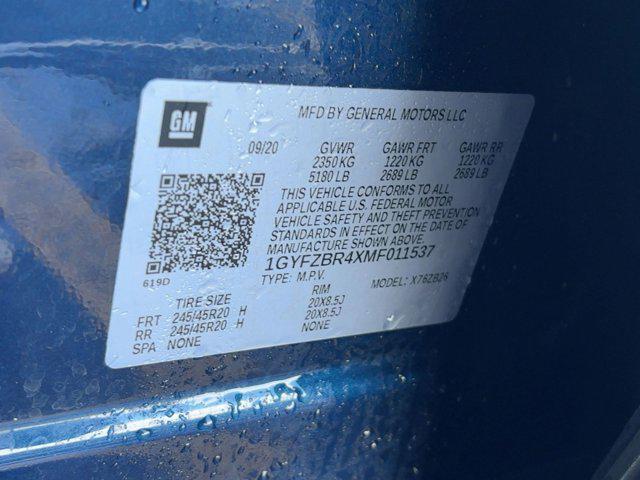 GM
MFD BY GENERAL MOTORS LLC
09/20 GVWR GAWR FRT GAWR RR
2350 KG 1220 KG 1220 KG
5180 LB 2689 LB 2689 LB
THIS VEHICLE CONFORMS TO ALL
APPLICABLE U.S. FEDERAL MOTOR
VEHICLE SAFETY AND THEFT PREVENTION
STANDARDS IN EFFECT ON THE DATE OF
MANUFACTURE SHOWN ABOVE.
1GYFZBR4XMF011537
619D TYPE: M.P.V. MODEL: X76ZB26
TIRE SIZE RIM
FRT 245/45R20 H 20X8.5J
RR 245/45R20 H 20X8.5J
SPA NONE NONE